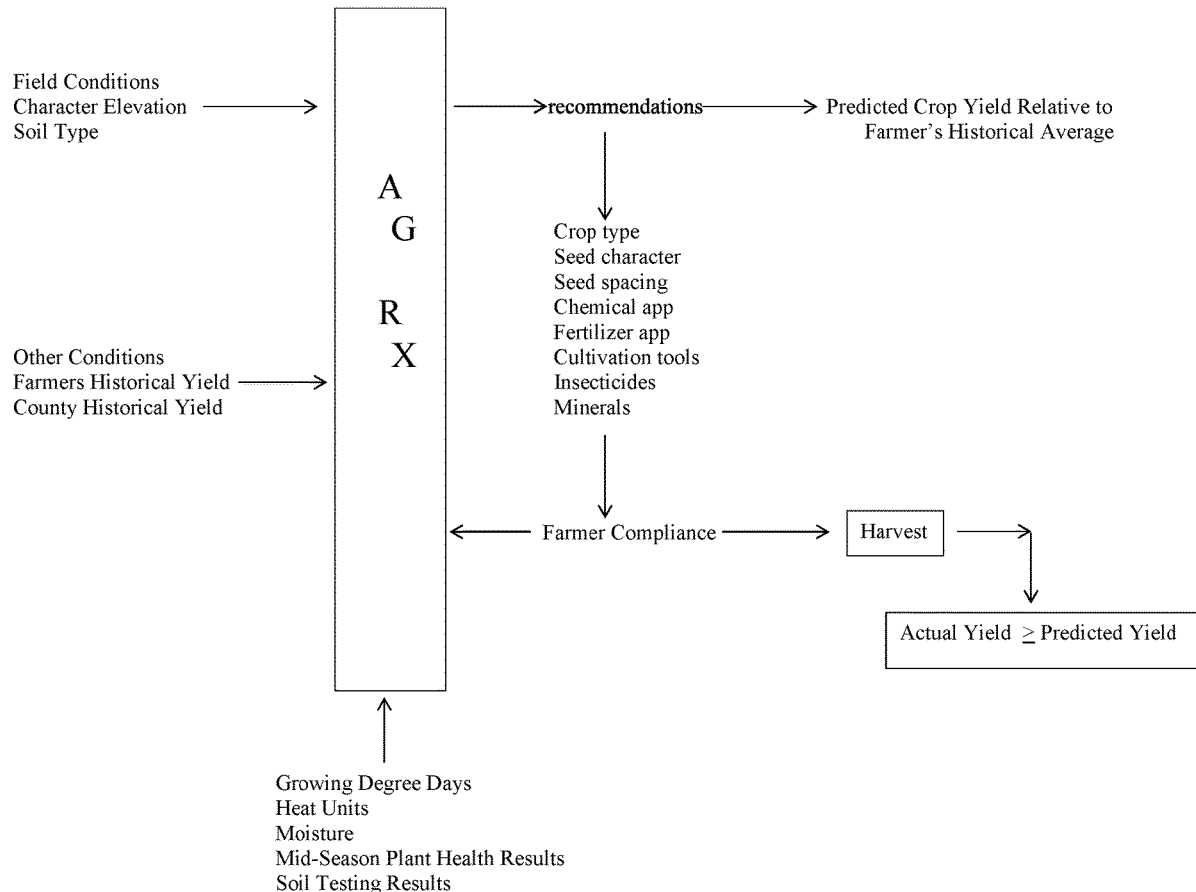 Field Conditions
Character Elevation
Soil Type
recommendations
Predicted Crop Yield Relative to
Farmer's Historical Average
A
G
R
X
Crop type
Seed character
Seed spacing
Chemical app
Fertilizer app
Cultivation tools
Insecticides
Minerals
Other Conditions
Farmers Historical Yield
County Historical Yield
Farmer Compliance
Harvest
Actual Yield ≥ Predicted Yield
Growing Degree Days
Heat Units
Moisture
Mid-Season Plant Health Results
Soil Testing Results